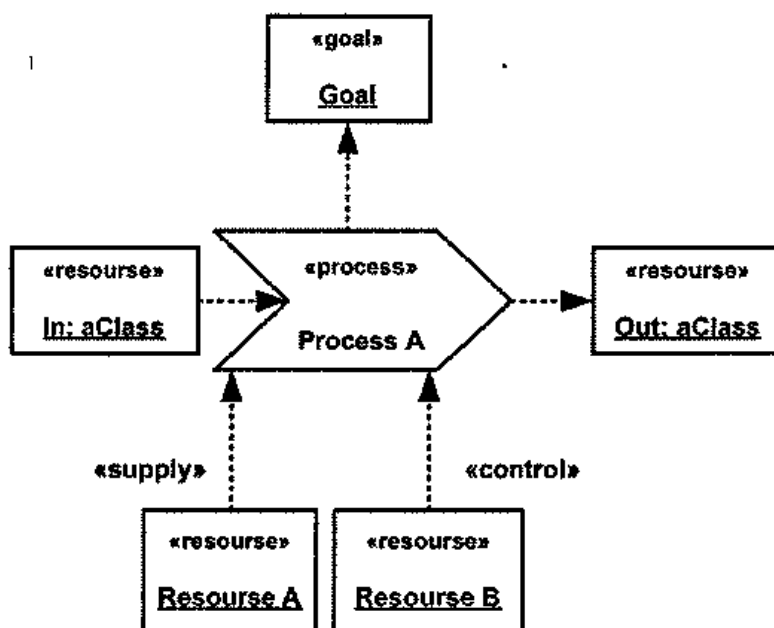 1
«goal»
Goal
«resourse»
In: aClass
«process»
Process A
«resourse»
Out: aClass
«supply»
«control»
«resourse»
Resourse A
«resourse»
Resourse B